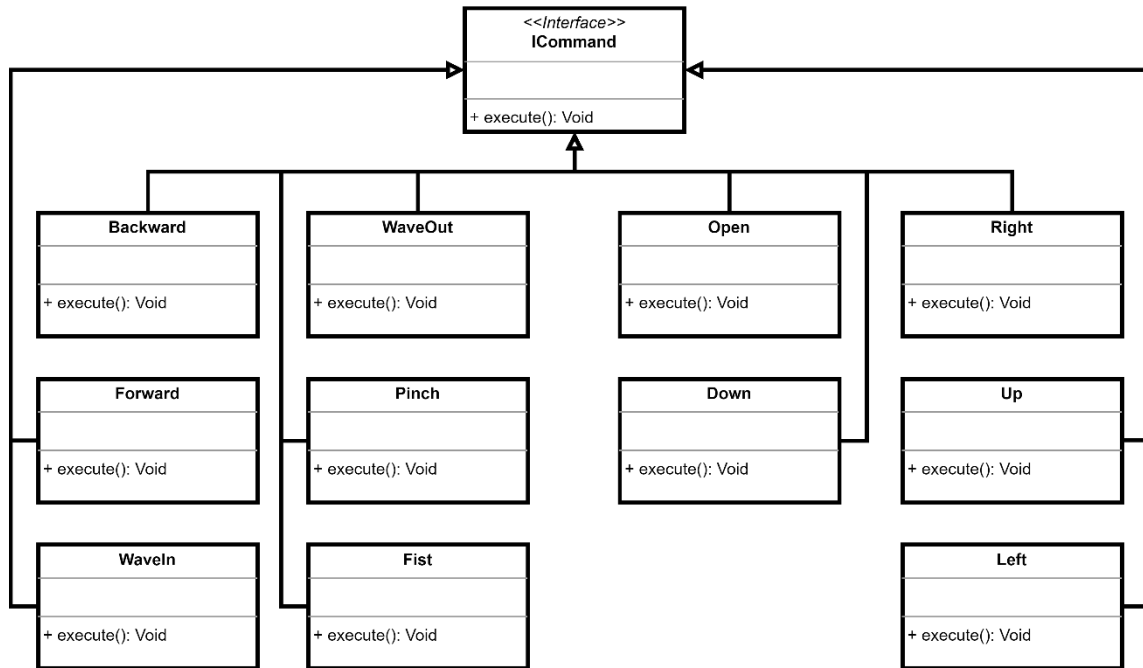 <<Interface>>
ICommand
+ execute(): Void
Backward
+ execute(): Void
WaveOut
+ execute(): Void
Open
+ execute(): Void
Right
+ execute(): Void
Forward
+ execute(): Void
Pinch
+ execute(): Void
Down
+ execute(): Void
Up
+ execute(): Void
WaveIn
+ execute(): Void
Fist
+ execute(): Void
Left
+ execute(): Void